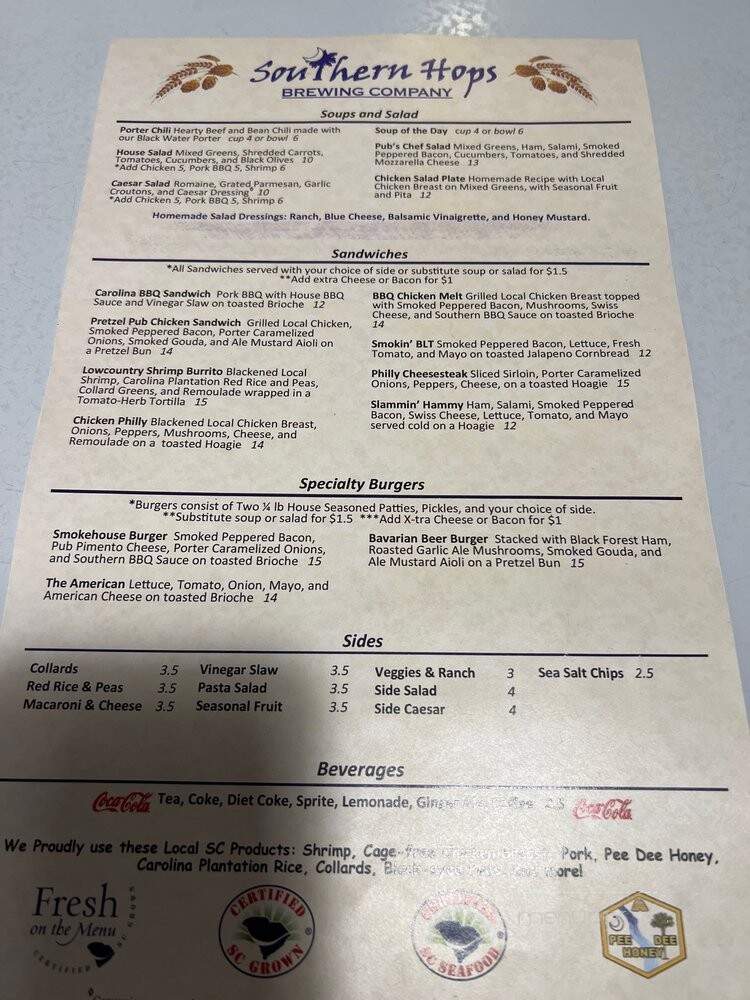 Southern Hops
BREWING COMPANY
Soups and Salad
Porter Chili Hearty Beef and Bean Chili made with
our Black Water Porter cup 4 or bowl 6
House Salad Mixed Greens, Shredded Carrots,
Tomatoes, Cucumbers, and Black Olives 10
*Add Chicken 5, Pork BBQ 5, Shrimp 6
Caesar Salad Romaine, Grated Parmesan, Garlic
Croutons, and Caesar Dressing 10
*Add Chicken 5, Pork BBQ 5, Shrimp 6
Soup of the Day cup 4 or bowl 6
Pub's Chef Salad Mixed Greens, Ham, Salami, Smoked
Peppered Bacon, Cucumbers, Tomatoes, and Shredded
Mozzarella Cheese 13
Chicken Salad Plate Homemade Recipe with Local
Chicken Breast on Mixed Greens, with Seasonal Fruit
and Pita 12
Homemade Salad Dressings: Ranch, Blue Cheese, Balsamic Vinaigrette, and Honey Mustard.
Sandwiches
*All Sandwiches served with your choice of side or substitute soup or salad for $1.5
**Add extra Cheese or Bacon for $1
Carolina BBQ Sandwich Pork BBQ with House BBQ
Sauce and Vinegar Slaw on toasted Brioche 12
Pretzel Pub Chicken Sandwich Grilled Local Chicken,
Smoked Peppered Bacon, Porter Caramelized
Onions, Smoked Gouda, and Ale Mustard Aioli on
a Pretzel Bun 14
Lowcountry Shrimp Burrito Blackened Local
Shrimp, Carolina Plantation Red Rice and Peas,
Collard Greens, and Remoulade wrapped in a
Tomato-Herb Tortilla 15
Chicken Philly Blackened Local Chicken Breast,
Onions, Peppers, Mushrooms, Cheese, and
Remoulade on a toasted Hoagie 14
BBQ Chicken Melt Grilled Local Chicken Breast topped
with Smoked Peppered Bacon, Mushrooms, Swiss
Cheese, and Southern BBQ Sauce on toasted Brioche
14
Smokin' BLT Smoked Peppered Bacon, Lettuce, Fresh
Tomato, and Mayo on toasted Jalapeno Cornbread 12
Philly Cheesesteak Sliced Sirloin, Porter Caramelized
Onions, Peppers, Cheese, on a toasted Hoagie 15
Slammin' Hammy Ham, Salami, Smoked Peppered
Bacon, Swiss Cheese, Lettuce, Tomato, and Mayo
served cold on a Hoagie 12
Specialty Burgers
*Burgers consist of Two ¼ lb House Seasoned Patties, Pickles, and your choice of side.
**Substitute soup or salad for $1.5 ***Add X-tra Cheese or Bacon for $1
Smokehouse Burger Smoked Peppered Bacon,
Pub Pimento Cheese, Porter Caramelized Onions,
and Southern BBQ Sauce on toasted Brioche 15
The American Lettuce, Tomato, Onion, Mayo, and
American Cheese on toasted Brioche 14
Bavarian Beer Burger Stacked with Black Forest Ham,
Roasted Garlic Ale Mushrooms, Smoked Gouda, and
Ale Mustard Aioli on a Pretzel Bun 15
Sides
Collards 3.5 Vinegar Slaw 3.5 Veggies & Ranch 3 Sea Salt Chips 2.5
Red Rice & Peas 3.5 Pasta Salad 3.5 Side Salad 4
Macaroni & Cheese 3.5 Seasonal Fruit 3.5 Side Caesar 4
Beverages
Coca-Cola Tea, Coke, Diet Coke, Sprite, Lemonade, Ginger 2.5 Coca-Cola
We Proudly use these Local SC Products: Shrimp, Cage-free Pork, Pee Dee Honey,
Carolina Plantation Rice, Collards, and more!
Fresh
on the Menu
CERTIFIED SC GROWN
CERTIFIED
SC GROWN
CERTIFIED
SC SEAFOOD
PEE DEE
HONEY